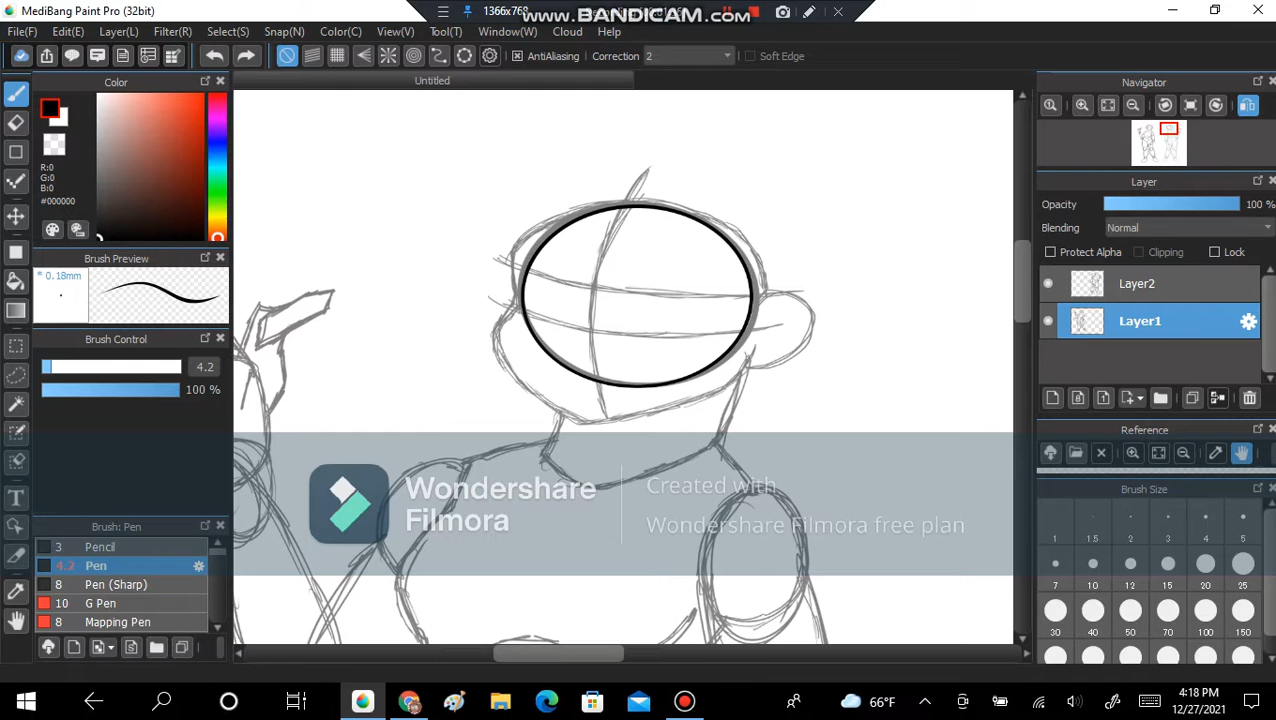 MediBang Paint Pro (32bit)
1366x768
www.BANDICAM.com
File(F) Edit(E) Layer(L) Filter(R) Select(S) Snap(N) Color(C) View(V) Tool(T) Window(W) Cloud Help
AntiAliasing Correction 2 Soft Edge
Color
Untitled
Navigator
R:0
G:0
B:0
#000000
Layer
Opacity 100 %
Blending Normal
Protect Alpha Clipping Lock
Brush Preview
* 0.18mm
Layer2
Layer1
Brush Control
4.2
100 %
Reference
Wondershare
Filmora
Created with
Wondershare Filmora free plan
Brush Size
1 1.5 2 3 4 5
7 10 12 15 20 25
30 40 50 70 100 150
Brush: Pen
3 Pencil
4.2 Pen
8 Pen (Sharp)
10 G Pen
8 Mapping Pen
66°F
4:18 PM
12/27/2021